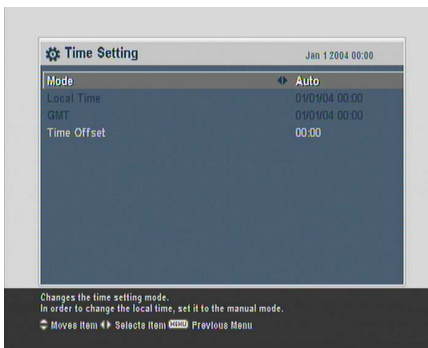 Time Setting Jan 1 2004 00:00
Mode Auto
Local Time 01/01/04 00:00
GMT 01/01/04 00:00
Time Offset 00:00
Changes the time setting mode.
In order to change the local time, set it to the manual mode.
Moves Item Selects Item MENU Previous Menu